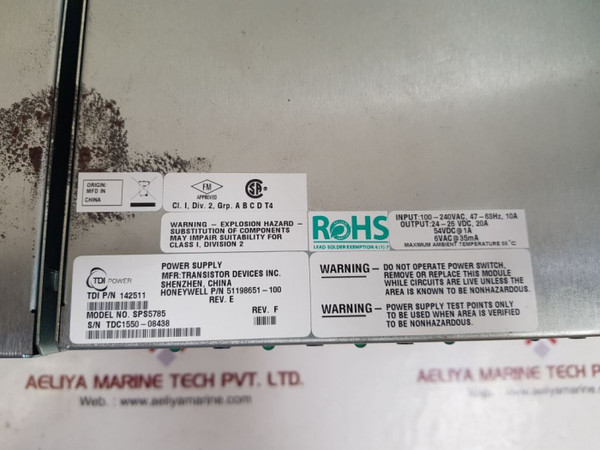 ORIGIN:
MFD IN
CHINA
FM
APPROVED
Cl. I, Div. 2, Grp. A B C D T4
WARNING – EXPLOSION HAZARD –
SUBSTITUTION OF COMPONENTS
MAY IMPAIR SUITABILITY FOR
CLASS I, DIVISION 2
RoHS
LEAD SOLDER EXEMPTION
INPUT:100–240VAC, 47–63Hz, 10A
OUTPUT:24–25 VDC, 20A
54VDC@1A
6VAC@35mA
MAXIMUM AMBIENT TEMPERATURE
TDI POWER
POWER SUPPLY
MFR:TRANSISTOR DEVICES INC.
SHENZHEN, CHINA
HONEYWELL P/N 51198651–100
REV. E
TDI P/N 142511
MODEL NO. SPS5785
REV. F
S/N TDC1550–08438
WARNING – DO NOT OPERATE POWER SWITCH,
REMOVE OR REPLACE THIS MODULE
WHILE CIRCUITS ARE LIVE UNLESS THE
AREA IS KNOWN TO BE NONHAZARDOUS.
WARNING – POWER SUPPLY TEST POINTS ONLY
TO BE USED WHEN AREA IS VERIFIED
TO BE NONHAZARDOUS.
AELIYA MARINE TECH PVT. LTD.
Web. : www.aeliyamarine.com
AELIYA MARINE TECH PVT. LTD.
Web. : www.aeliyamarine.com